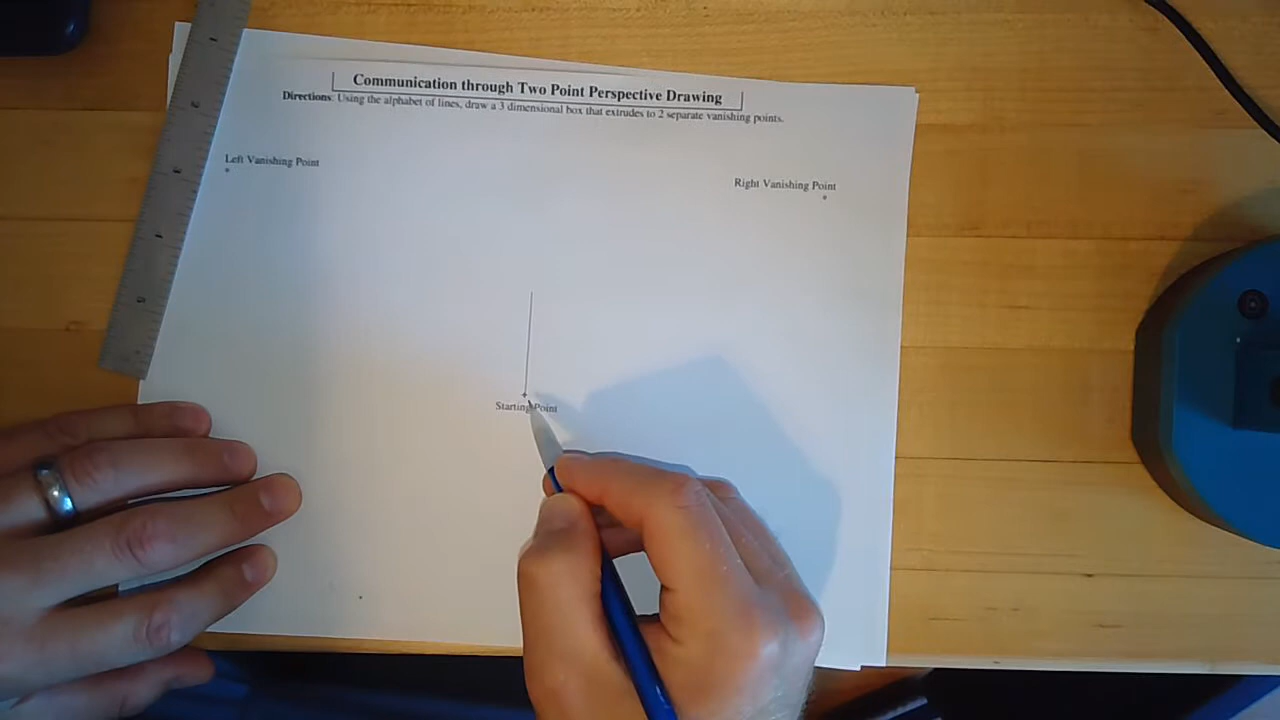 Communication through Two Point Perspective Drawing
Directions: Using the alphabet of lines, draw a 3 dimensional box that extrudes to 2 separate vanishing points.
Left Vanishing Point
Right Vanishing Point
Starting Point